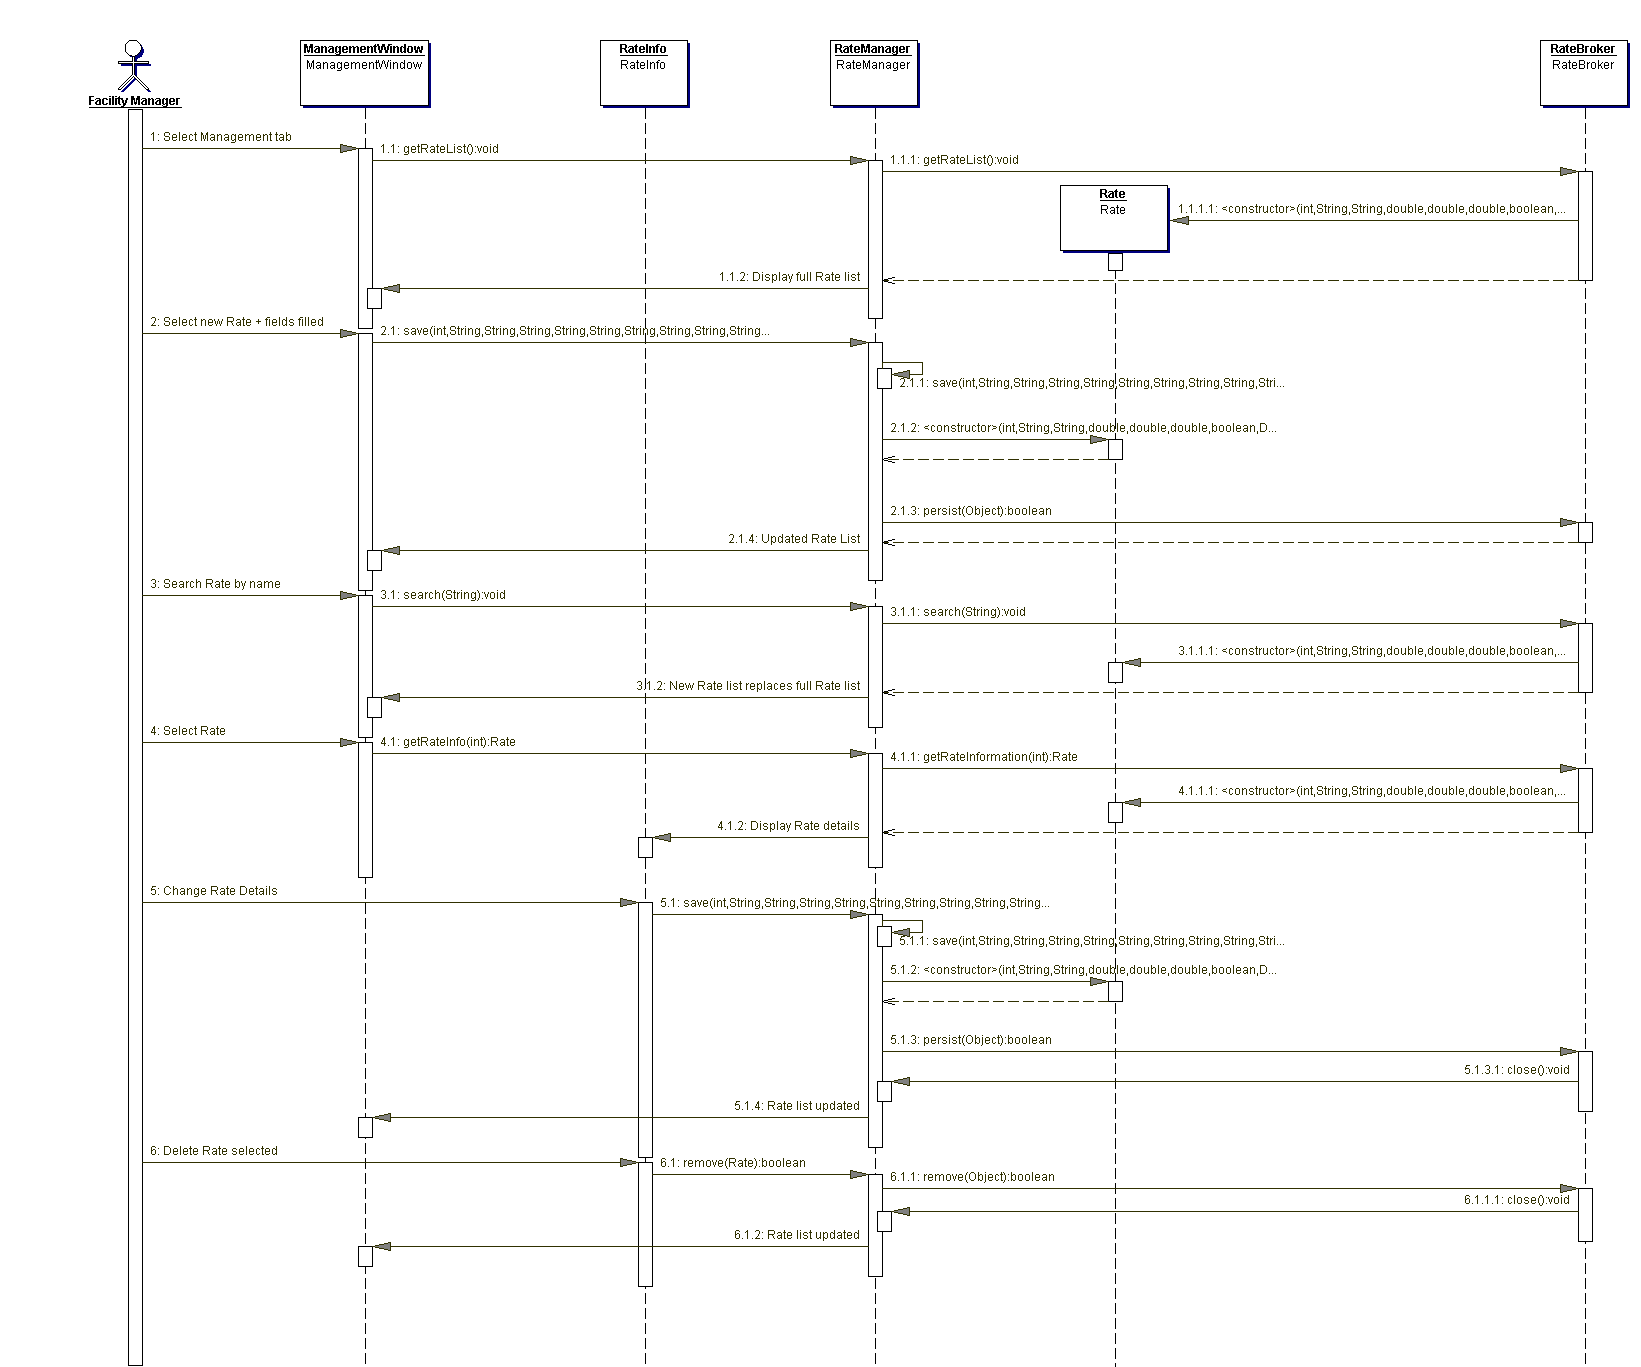 ManagementWindow
ManagementWindow
RateInfo
RateInfo
RateManager
RateManager
RateBroker
RateBroker
Facility Manager
1: Select Management tab
1.1: getRateList():void
1.1.1: getRateList():void
Rate
Rate
1.1.1.1: <constructor>(int,String,String,double,double,double,boolean,...
1.1.2: Display full Rate list
2: Select new Rate + fields filled
2.1: save(int,String,String,String,String,String,String,String,String,String...
2.1.1: save(int,String,String,String,String,String,String,String,String,Stri...
2.1.2: <constructor>(int,String,String,double,double,double,boolean,D...
2.1.3: persist(Object):boolean
2.1.4: Updated Rate List
3: Search Rate by name
3.1: search(String):void
3.1.1: search(String):void
3.1.1.1: <constructor>(int,String,String,double,double,double,boolean,...
3.1.2: New Rate list replaces full Rate list
4: Select Rate
4.1: getRateInfo(int):Rate
4.1.1: getRateInformation(int):Rate
4.1.1.1: <constructor>(int,String,String,double,double,double,boolean,...
4.1.2: Display Rate details
5: Change Rate Details
5.1: save(int,String,String,String,String,String,String,String,String,String...
5.1.1: save(int,String,String,String,String,String,String,String,String,Stri...
5.1.2: <constructor>(int,String,String,double,double,double,boolean,D...
5.1.3: persist(Object):boolean
5.1.3.1: close():void
5.1.4: Rate list updated
6: Delete Rate selected
6.1: remove(Rate):boolean
6.1.1: remove(Object):boolean
6.1.1.1: close():void
6.1.2: Rate list updated